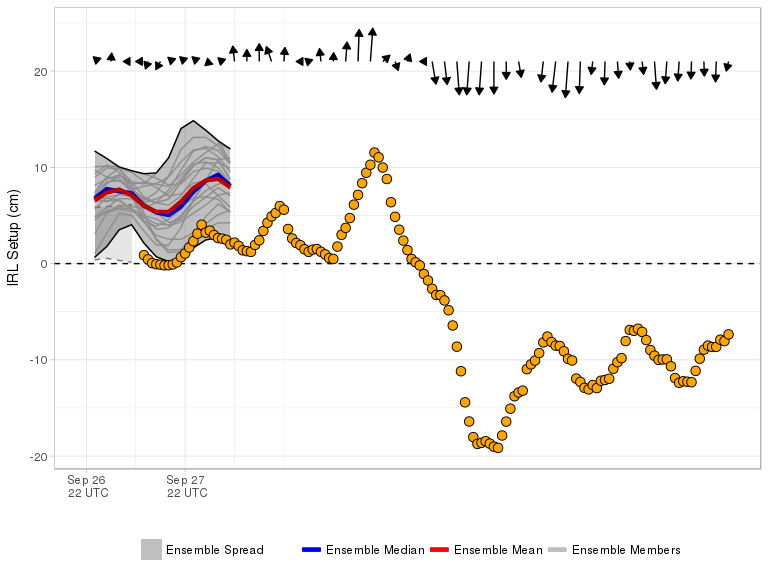 20
10
0
-10
-20
IRL Setup (cm)
Sep 26 Sep 27
22 UTC 22 UTC
Ensemble Spread Ensemble Median Ensemble Mean Ensemble Members